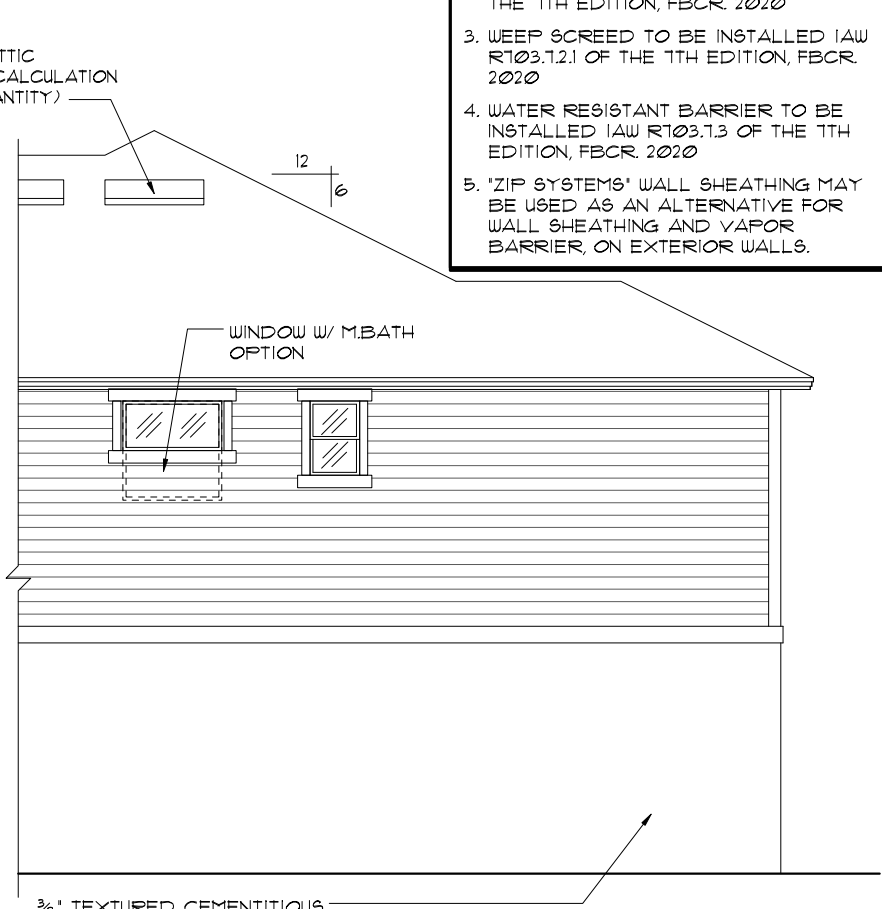 THE 7TH EDITION, FBCR. 2020
3. WEEP SCREED TO BE INSTALLED IAW
R703.7.2.1 OF THE 7TH EDITION, FBCR.
2020
4. WATER RESISTANT BARRIER TO BE
INSTALLED IAW R703.7.3 OF THE 7TH
EDITION, FBCR. 2020
5. "ZIP SYSTEMS" WALL SHEATHING MAY
BE USED AS AN ALTERNATIVE FOR
WALL SHEATHING AND VAPOR
BARRIER, ON EXTERIOR WALLS.
CALCULATION
12
6
WINDOW W/ M.BATH
OPTION
TEXTURED CEMENTITIOUS